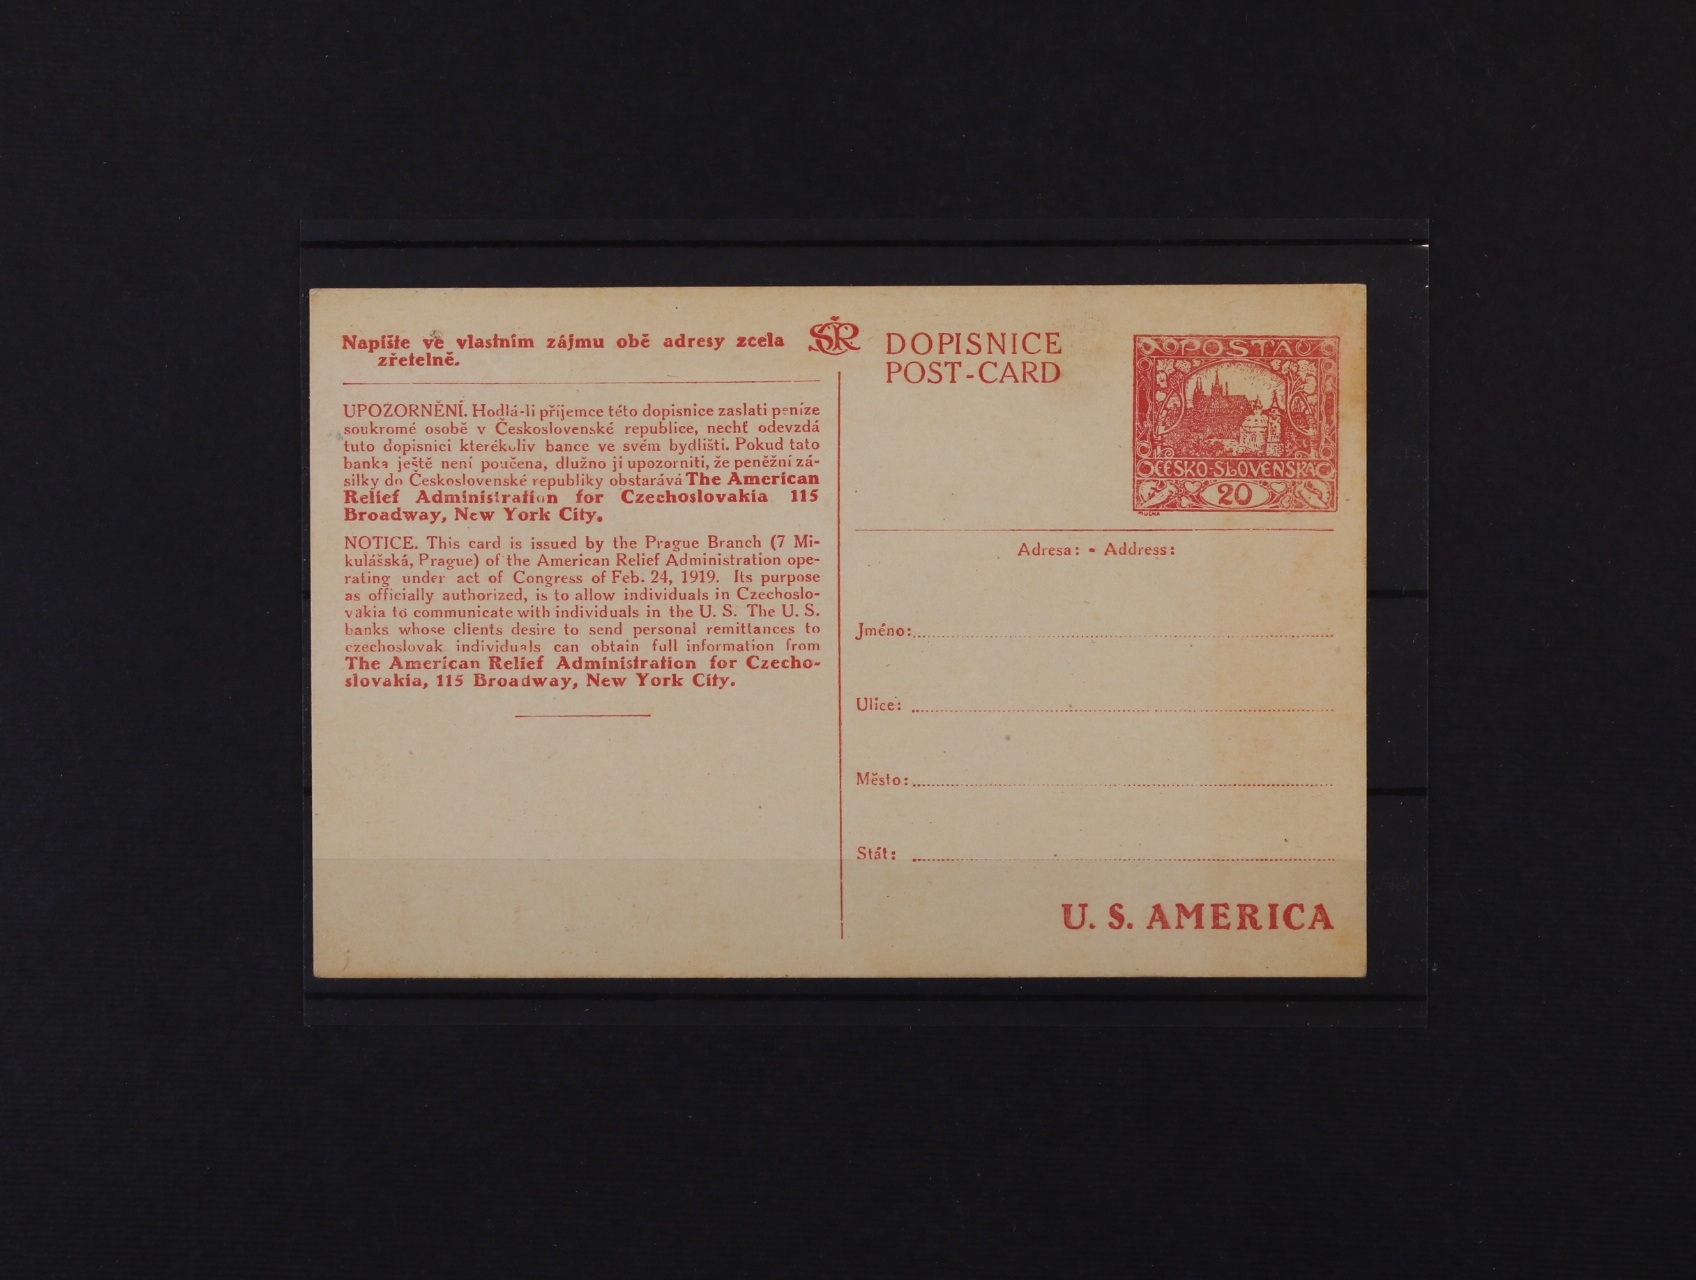 Napište ve vlastním zájmu obě adresy zcela
zřetelně.
UPOZORNĚNÍ. Hodlá-li příjemce této dopisnice zaslati peníze
soukromé osobě v Československé republice, nechť odevzdá
tuto dopisnici kterékoliv bance ve svém bydlišti. Pokud tato
banka ještě není poučena, dlužno ji upozorniti, že peněžní zá-
silky do Československé republiky obstarává The American
Relief Administration for Czechoslovakia 115
Broadway, New York City.
NOTICE. This card is issued by the Prague Branch (7 Mi-
kulášská, Prague) of the American Relief Administration ope-
rating under act of Congress of Feb. 24, 1919. Its purpose
as officially authorized, is to allow individuals in Czechoslo-
vakia to communicate with individuals in the U. S. The U. S.
banks whose clients desire to send personal remittances to
czechoslovak individuals can obtain full information from
The American Relief Administration for Czecho-
slovakia, 115 Broadway, New York City.
ČSR
DOPISNICE
POST-CARD
POŠTA
ČESKO-SLOVENSKÁ
20
MUCHA
Adresa: - Address:
Jméno:
Ulice:
Město:
Stát:
U. S. AMERICA